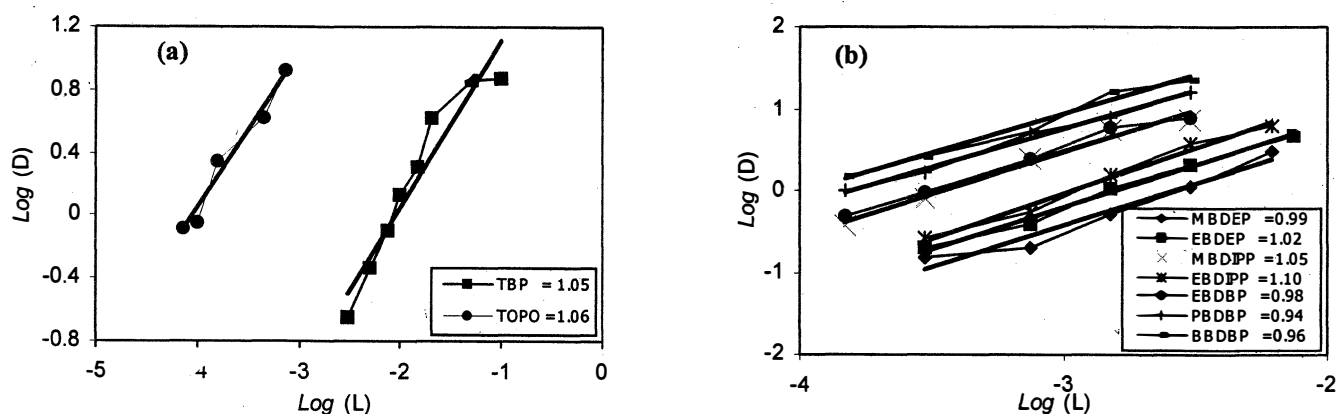 (a)
1.2
0.8
0.4
0
-0.4
-0.8
Log (D)
-5 -4 -3 -2 -1 0
Log (L)
TBP = 1.05
TOPO =1.06
(b)
2
1
0
-1
-2
Log (D)
-4 -3 -2
Log (L)
MBDEP =0.99
EBDEP =1.02
MBDIPP =1.05
EBDIPP =1.10
EBDBP =0.98
PBDBP =0.94
BBDBP =0.96